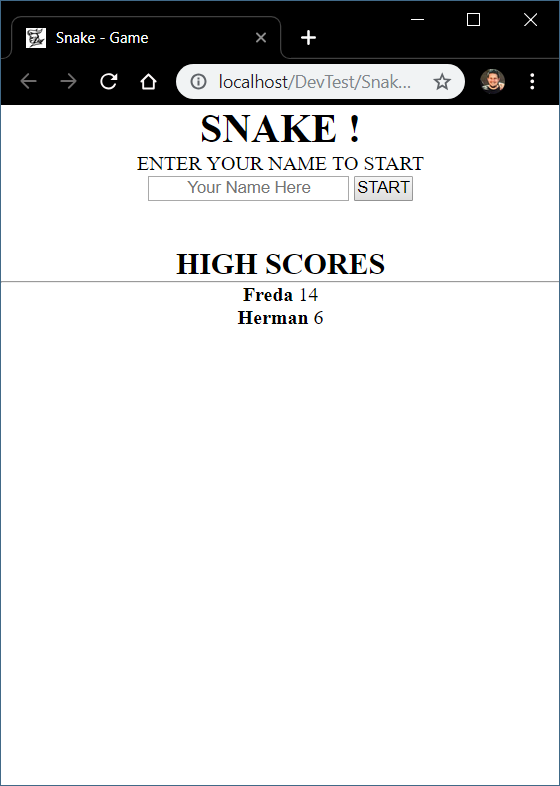 Snake - Game
localhost/DevTest/Snak...
SNAKE !
ENTER YOUR NAME TO START
Your Name Here START
HIGH SCORES
Freda 14
Herman 6